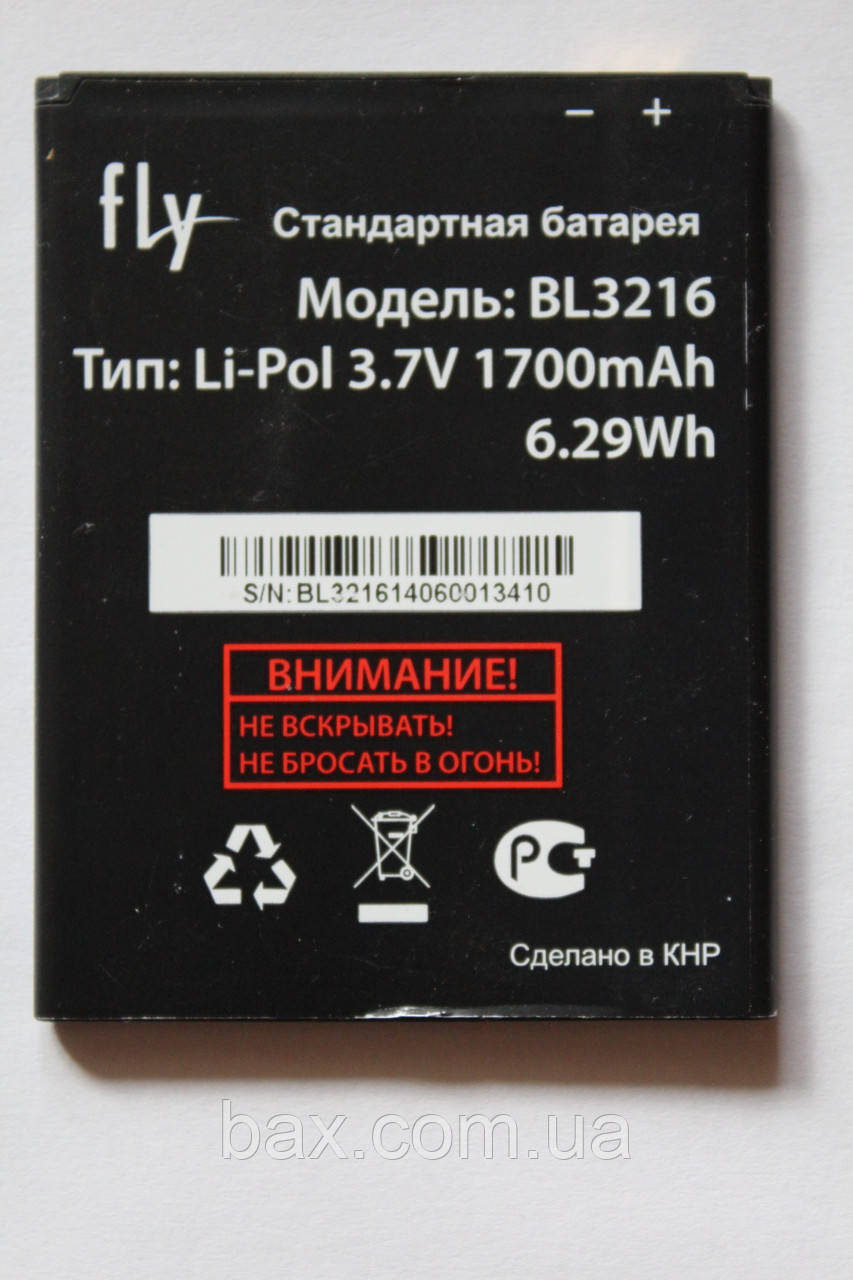 − +
fly Стандартная батарея
Модель: BL3216
Тип: Li-Pol 3.7V 1700mAh
6.29Wh
S/N: BL321614060013410
ВНИМАНИЕ!
НЕ ВСКРЫВАТЬ!
НЕ БРОСАТЬ В ОГОНЬ!
РСТ
Сделано в КНР
bax.com.ua